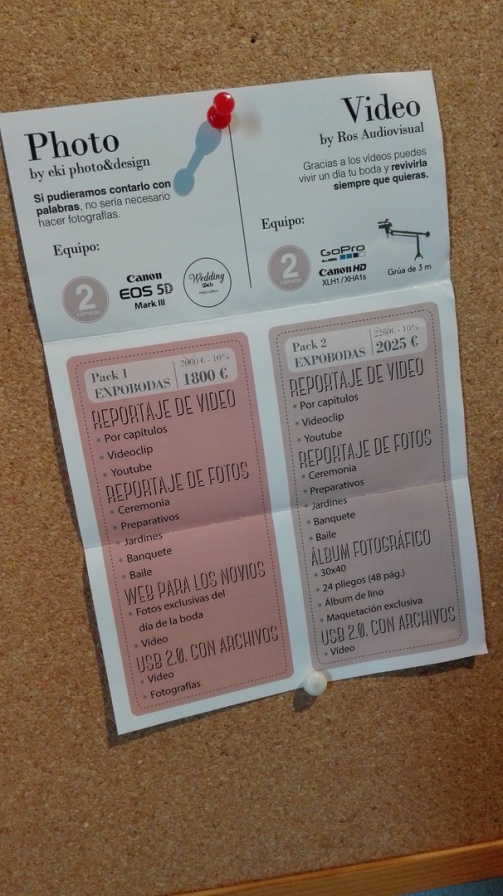 Photo
by eki photo&design
Si pudieramos contarlo con
palabras, no sería necesario
hacer fotografías.
Equipo:
2
cámaras
Canon
EOS 5D
Mark III
Wedding
Web
Video
by Ros Audiovisual
Gracias a los vídeos puedes
vivir un día tu boda y revivirla
siempre que quieras.
Equipo:
2
cámaras
GoPro
Canon HD
XLH1 / XHA1s
Grúa de 3 m
Pack 1
EXPOBODAS
2000 € - 10%
1800 €
REPORTAJE DE VIDEO
• Por capítulos
• Videoclip
• Youtube
REPORTAJE DE FOTOS
• Ceremonia
• Preparativos
• Jardines
• Banquete
• Baile
WEB PARA LOS NOVIOS
• Fotos exclusivas del
día de la boda
• Video
USB 2.0. CON ARCHIVOS
• Video
• Fotografías
Pack 2
EXPOBODAS
2250€ - 10%
2025 €
REPORTAJE DE VIDEO
• Por capítulos
• Videoclip
• Youtube
REPORTAJE DE FOTOS
• Ceremonia
• Preparativos
• Jardines
• Banquete
• Baile
ÁLBUM FOTOGRÁFICO
• 30x40
• 24 pliegos (48 pág.)
• Álbum de lino
• Maquetación exclusiva
USB 2.0. CON ARCHIVOS
• Video